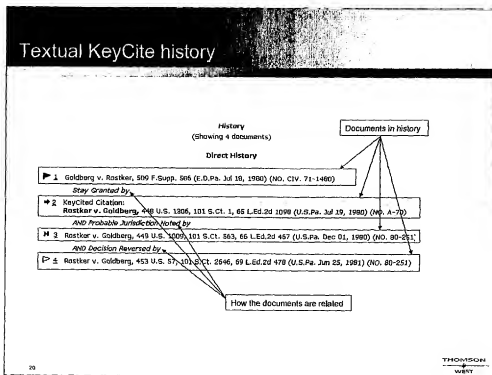 Textual KeyCite history
History
(Showing 4 documents)
Documents in history
Direct History
1 Goldberg v. Rostker, 509 F.Supp. 586 (E.D.Pa. Jul 18, 1980) (NO. CIV. 71-1480)
Stay Granted by
2 KeyCited Citation:
Rostker v. Goldberg, 448 U.S. 1306, 101 S.Ct. 1, 66 L.Ed.2d 1098 (U.S.Pa. Jul 19, 1980) (NO. A-70)
AND Probable Jurisdiction Noted by
3 Rostker v. Goldberg, 449 U.S. 1009, 101 S.Ct. 563, 66 L.Ed.2d 467 (U.S.Pa. Dec 01, 1980) (NO. 80-251)
AND Decision Reversed by
4 Rostker v. Goldberg, 453 U.S. 57, 101 S.Ct. 2646, 69 L.Ed.2d 478 (U.S.Pa. Jun 25, 1981) (NO. 80-251)
How the documents are related
20
THOMSON
WEST